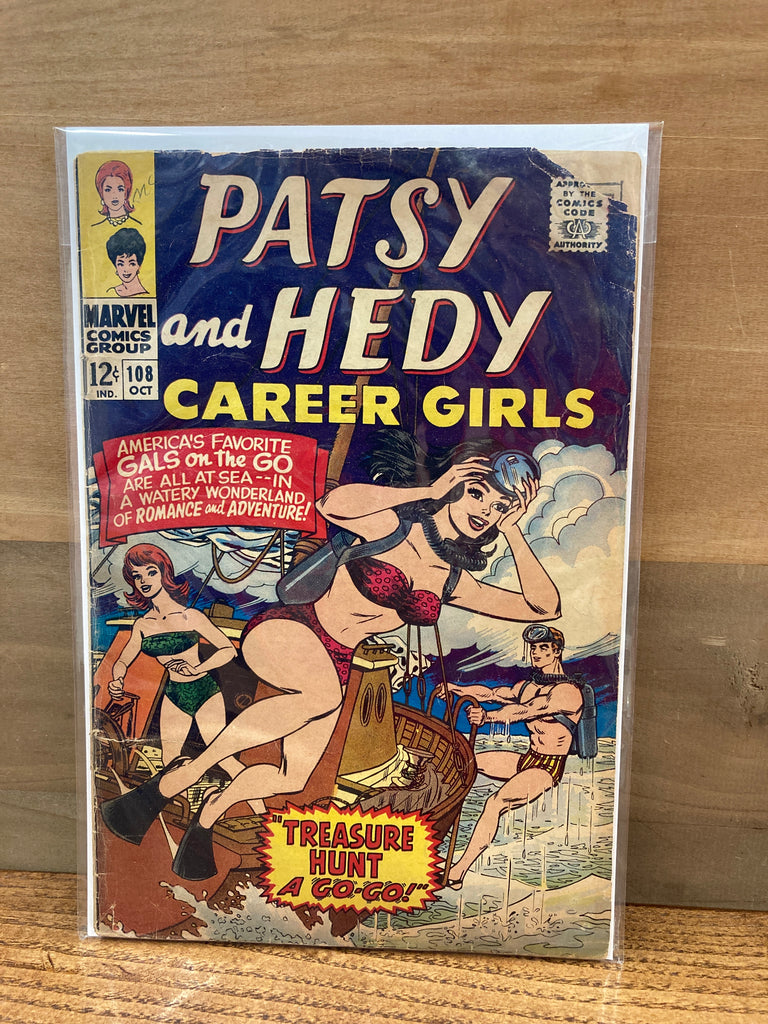 PATSY
and HEDY
CAREER GIRLS
MARVEL
COMICS
GROUP
12¢
IND.
108
OCT
BY THE
COMICS
CODE
CA
AUTHORITY
AMERICA'S FAVORITE
GALS on the GO
ARE ALL AT SEA--IN
A WATERY WONDERLAND
OF ROMANCE and ADVENTURE!
"TREASURE
HUNT
A GO-GO!"